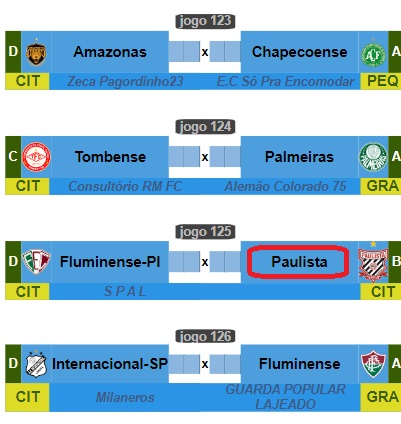 jogo 123
D Amazonas x Chapecoense A
CIT Zeca Pagordinho23 E.C Só Pra Encomodar PEQ
jogo 124
C Tombense x Palmeiras A
CIT Consultório RM FC Alemão Colorado 75 GRA
jogo 125
D Fluminense-PI x Paulista B
CIT S P A L CIT
jogo 126
D Internacional-SP x Fluminense A
CIT Milaneros GUARDA POPULAR LAJEADO GRA